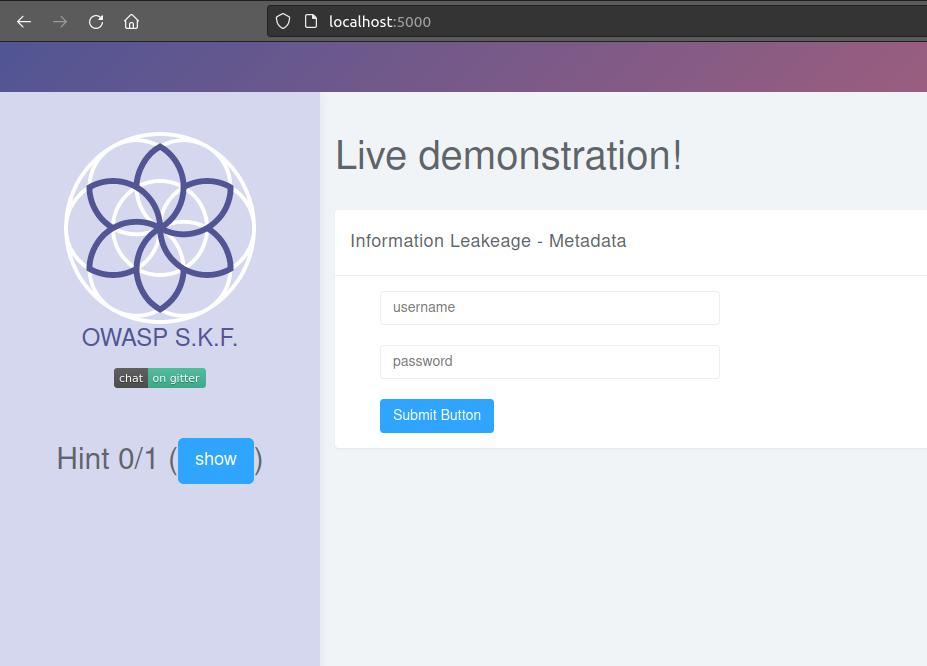 localhost:5000
Live demonstration!
Information Leakeage - Metadata
username
password
Submit Button
OWASP S.K.F.
chat on gitter
Hint 0/1 (show)